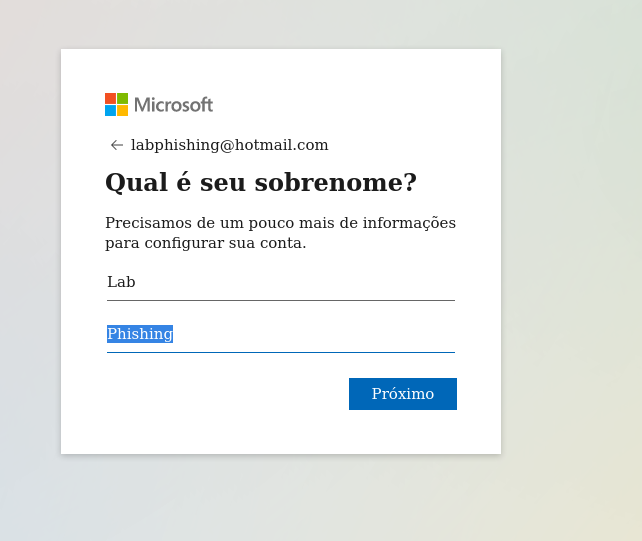 Microsoft
labphishing@hotmail.com
Qual é seu sobrenome?
Precisamos de um pouco mais de informações
para configurar sua conta.
Lab
Phishing
Próximo